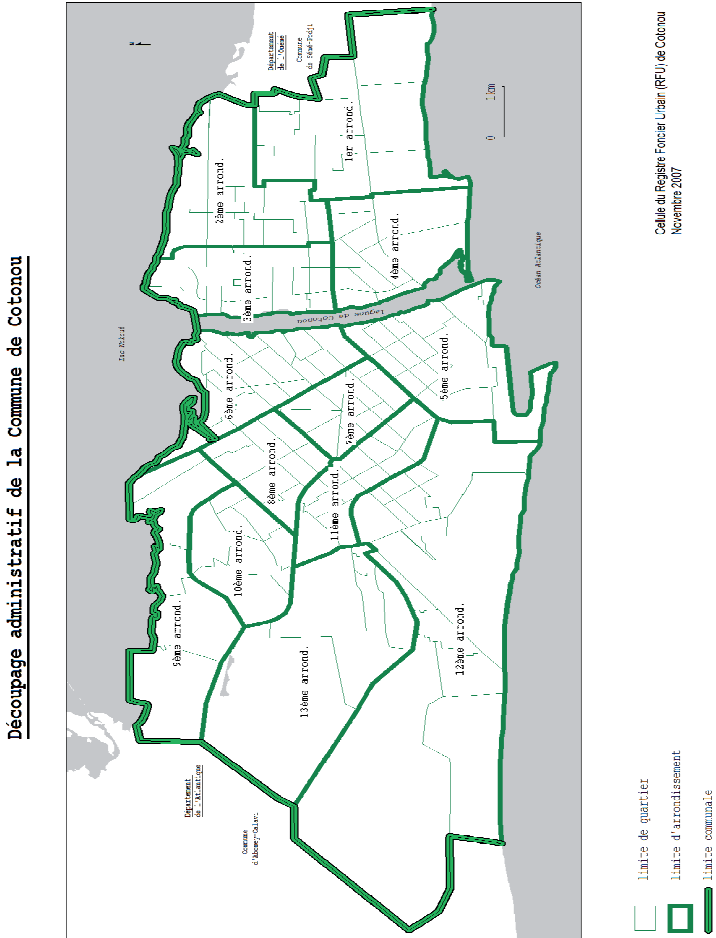 Découpage administratif de la Commune de Cotonou
Lac Nokoué
Département
de l'Atlantique
Commune
d'Abomey-Calavi
Département
de l'Ouémé
Commune
de Sèmè-Podji
9ème arrond.
10ème arrond.
8ème arrond.
6ème arrond.
3ème arrond.
2ème arrond.
1er arrond.
4ème arrond.
Lagune de Cotonou
5ème arrond.
7ème arrond.
11ème arrond.
13ème arrond.
12ème arrond.
0 1km
Océan Atlantique
limite de quartier
limite d'arrondissement
limite communale
Cellule du Registre Foncier Urbain (RFU) de Cotonou
Novembre 2007